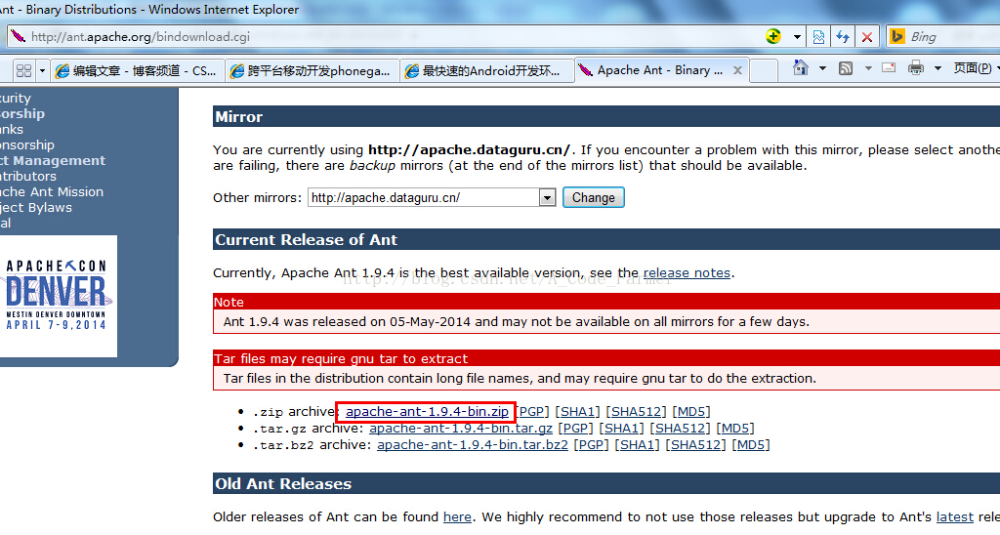 Ant - Binary Distributions - Windows Internet Explorer
http://ant.apache.org/bindownload.cgi
Bing
编辑文章 - 博客频道 - CS...
跨平台移动开发phonega...
最快速的Android开发环...
Apache Ant - Binary ...
页面(P)
curity
sorship
anks
onsorship
ct Management
ntributors
ache Ant Mission
ject Bylaws
al
APACHECON
DENVER
WESTIN DENVER DOWNTOWN
APRIL 7-9,2014
Mirror
You are currently using http://apache.dataguru.cn/. If you encounter a problem with this mirror, please select anothe
are failing, there are backup mirrors (at the end of the mirrors list) that should be available.
Other mirrors: http://apache.dataguru.cn/ Change
Current Release of Ant
Currently, Apache Ant 1.9.4 is the best available version, see the release notes.
http://blog.csdn.net/A_Code_Farmer
Note
Ant 1.9.4 was released on 05-May-2014 and may not be available on all mirrors for a few days.
Tar files may require gnu tar to extract
Tar files in the distribution contain long file names, and may require gnu tar to do the extraction.
• .zip archive: apache-ant-1.9.4-bin.zip [PGP] [SHA1] [SHA512] [MD5]
• .tar.gz archive: apache-ant-1.9.4-bin.tar.gz [PGP] [SHA1] [SHA512] [MD5]
• .tar.bz2 archive: apache-ant-1.9.4-bin.tar.bz2 [PGP] [SHA1] [SHA512] [MD5]
Old Ant Releases
Older releases of Ant can be found here. We highly recommend to not use those releases but upgrade to Ant's latest rele